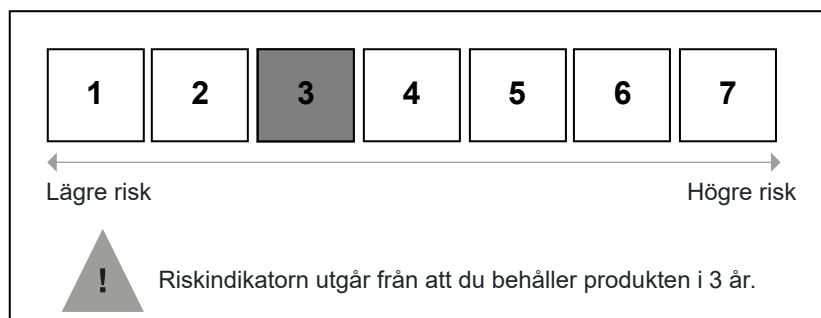 1 2 3 4 5 6 7
Lägre risk Högre risk
! Riskindikatorn utgår från att du behåller produkten i 3 år.